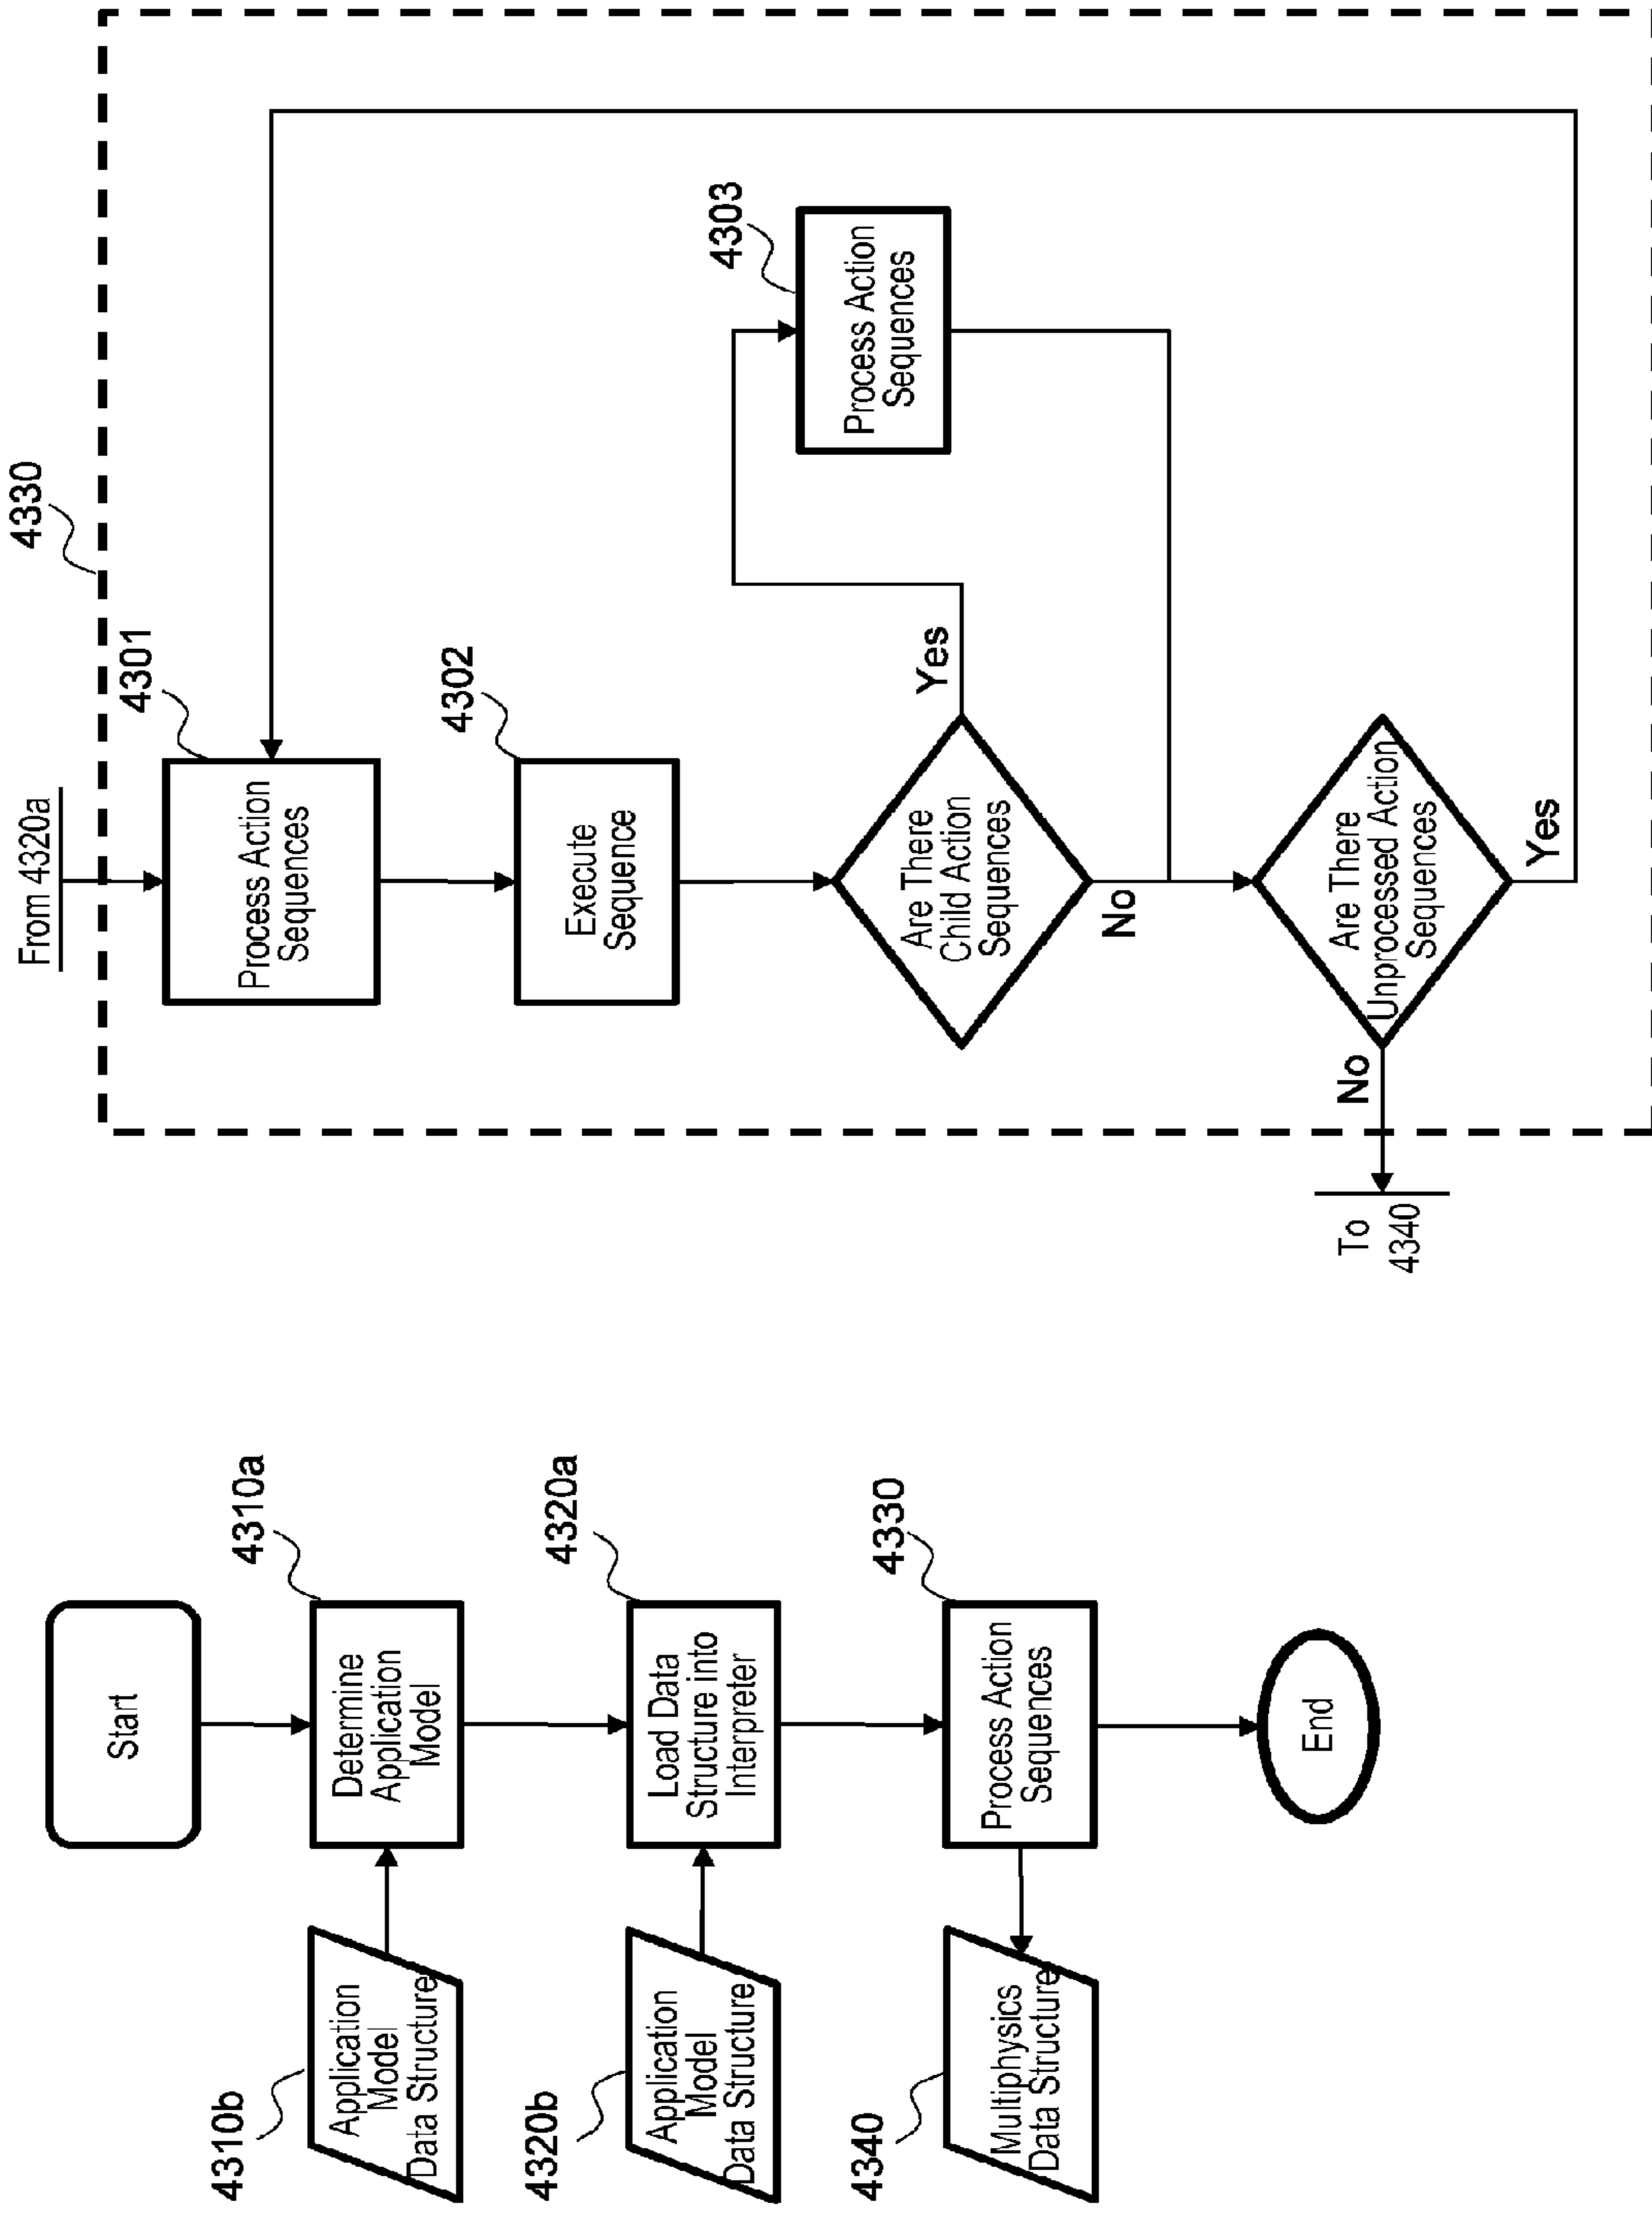 Start
4310a
Determine
Application
Model
4310b
Application
Model
Data Structure
4320a
Load Data
Structure into
Interpreter
4320b
Application
Model
Data Structure
4330
Process Action
Sequences
4340
Multiphysics
Data Structure
End
4330
From 4320a
4301
Process Action
Sequences
4302
Execute
Sequence
Are There
Child Action
Sequences
Yes
No
4303
Process Action
Sequences
Are There
Unprocessed Action
Sequences
Yes
No
To
4340